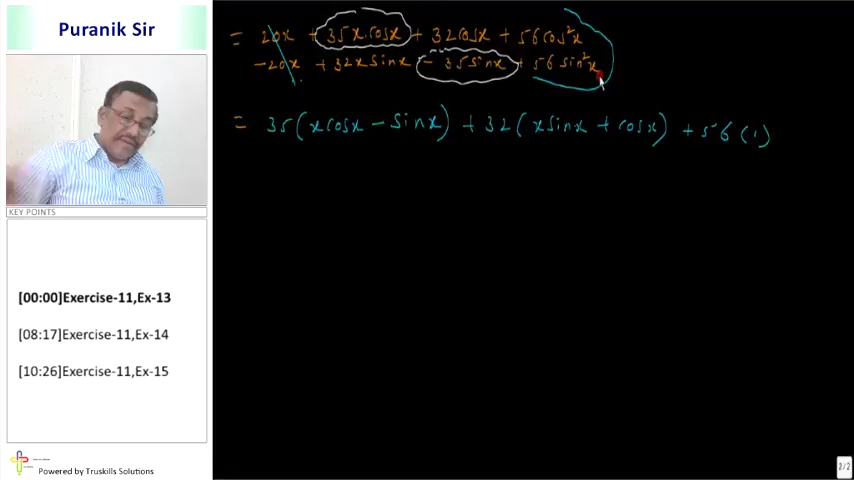 Puranik Sir
= 20x + 35x.cosx + 32cosx + 56cos²x
-20x + 32xsinx - 35sinx + 56sin²x
= 35(xcosx - sinx) + 32(xsinx + cosx) + 56(1)
KEY POINTS
[00:00]Exercise-11,Ex-13
[08:17]Exercise-11,Ex-14
[10:26]Exercise-11,Ex-15
Powered by Truskills Solutions
2/2